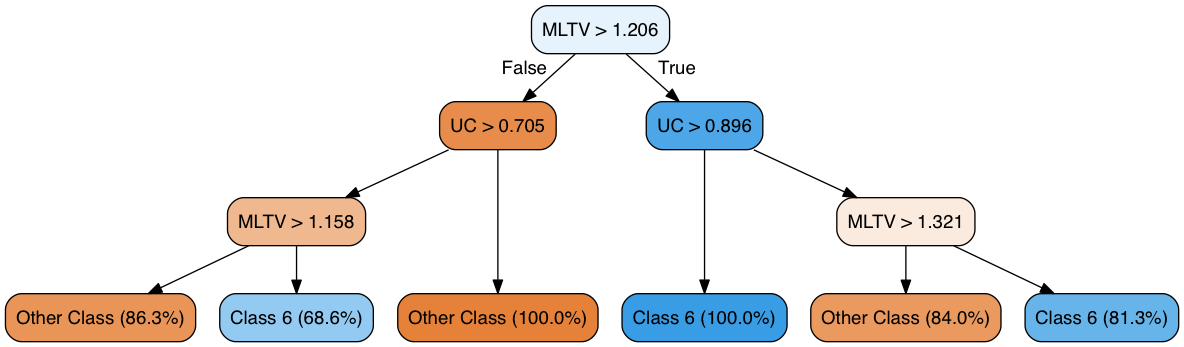 MLTV > 1.206
False
True
UC > 0.705
UC > 0.896
MLTV > 1.158
MLTV > 1.321
Other Class (86.3%)
Class 6 (68.6%)
Other Class (100.0%)
Class 6 (100.0%)
Other Class (84.0%)
Class 6 (81.3%)